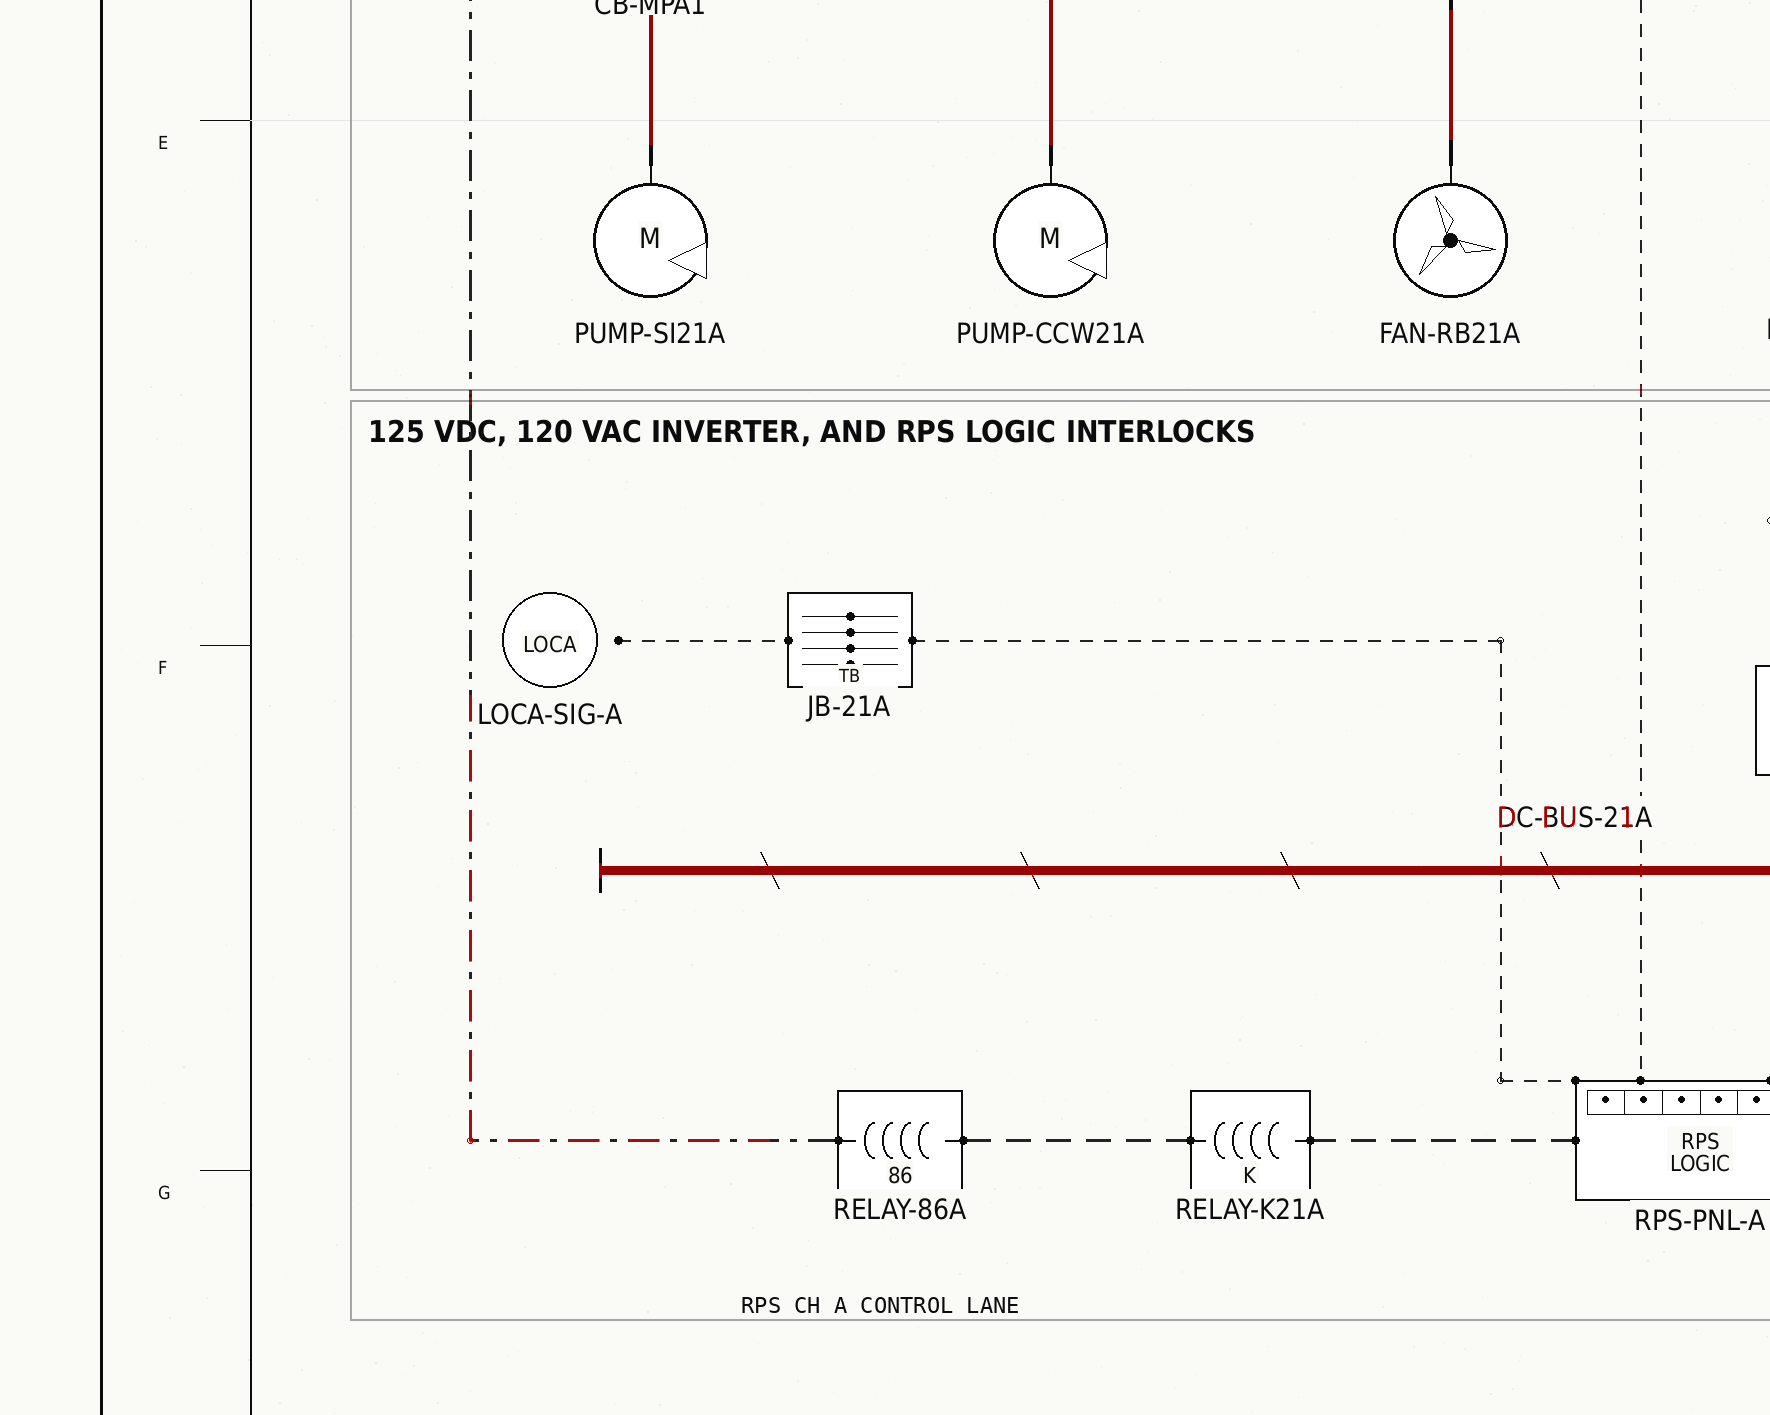 CB-MPA1
E
M
M
PUMP-SI21A
PUMP-CCW21A
FAN-RB21A
125 VDC, 120 VAC INVERTER, AND RPS LOGIC INTERLOCKS
LOCA
TB
F
LOCA-SIG-A
JB-21A
DC-BUS-21A
RPS
LOGIC
86
K
G
RELAY-86A
RELAY-K21A
RPS-PNL-A
RPS CH A CONTROL LANE